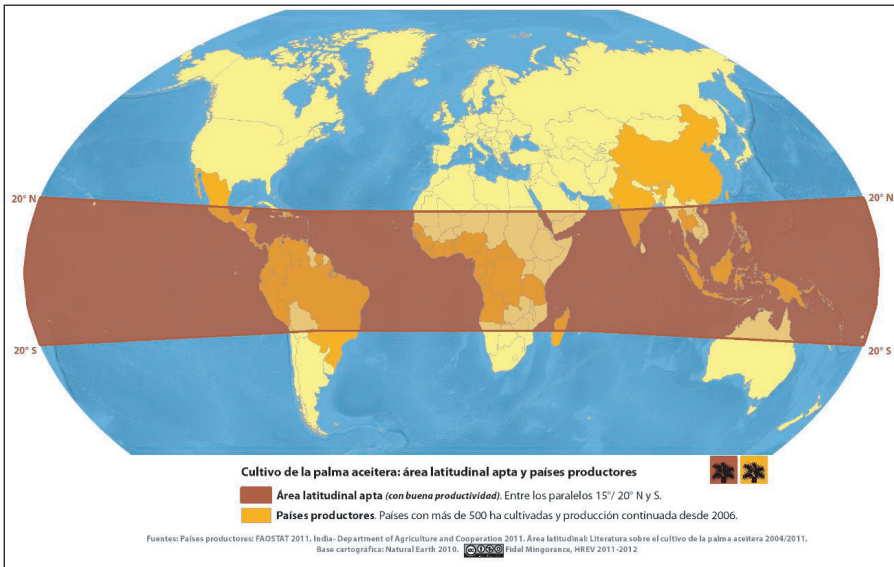 20° N
20° N
20° S
20° S
Cultivo de la palma aceitera: área latitudinal apta y países productores
Área latitudinal apta (con buena productividad). Entre los paralelos 15°/ 20° N y S.
Países productores. Países con más de 500 ha cultivadas y producción continuada desde 2006.
Fuentes: Países productores: FAOSTAT 2011, India- Department of Agriculture and Cooperation 2011. Área latitudinal: Literatura sobre el cultivo de la palma aceitera 2004/2011.
Base cartográfica: Natural Earth 2010. Fidel Mingorance, HREV 2011-2012